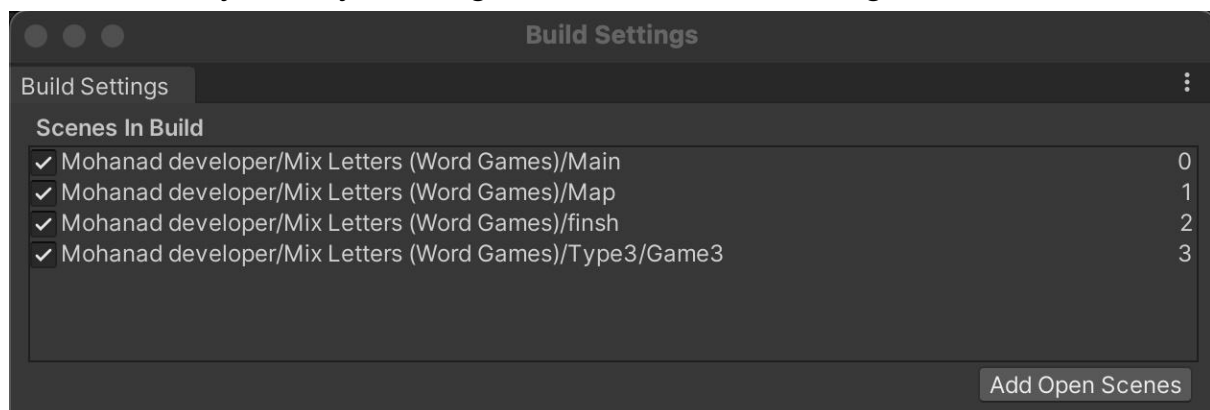 Build Settings
Build Settings
Scenes In Build
Mohanad developer/Mix Letters (Word Games)/Main 0
Mohanad developer/Mix Letters (Word Games)/Map 1
Mohanad developer/Mix Letters (Word Games)/finsh 2
Mohanad developer/Mix Letters (Word Games)/Type3/Game3 3
Add Open Scenes